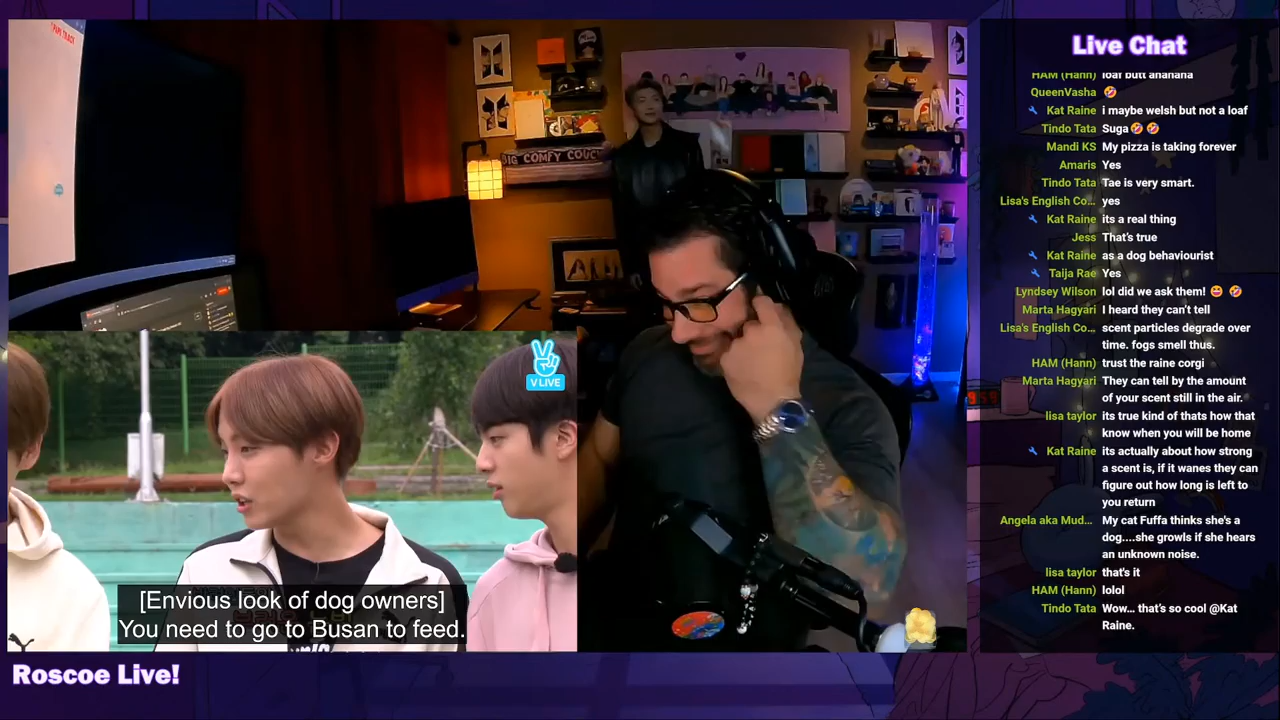 Live Chat
HAM (Hann) loaf butt ahahaha
QueenVasha 🤣
Kat Raine i maybe welsh but not a loaf
Tindo Tata Suga🤣🤣
Mandi KS My pizza is taking forever
Amaris Yes
Tindo Tata Tae is very smart.
Lisa's English Co... yes
Kat Raine its a real thing
Jess That's true
Kat Raine as a dog behaviourist
Taija Rae Yes
Lyndsey Wilson lol did we ask them! 😆 🤣
Marta Hagyari I heard they can't tell
Lisa's English Co... scent particles degrade over
time. fogs smell thus.
HAM (Hann) trust the raine corgi
Marta Hagyari They can tell by the amount
of your scent still in the air.
lisa taylor its true kind of thats how that
know when you will be home
Kat Raine its actually about how strong
a scent is, if it wanes they can
figure out how long is left to
you return
Angela aka Mud... My cat Fuffa thinks she's a
dog....she growls if she hears
an unknown noise.
lisa taylor that's it
HAM (Hann) lolol
Tindo Tata Wow... that's so cool @Kat
Raine.
BIG COMFY COUCH
V LIVE
[Envious look of dog owners]
You need to go to Busan to feed.
Roscoe Live!